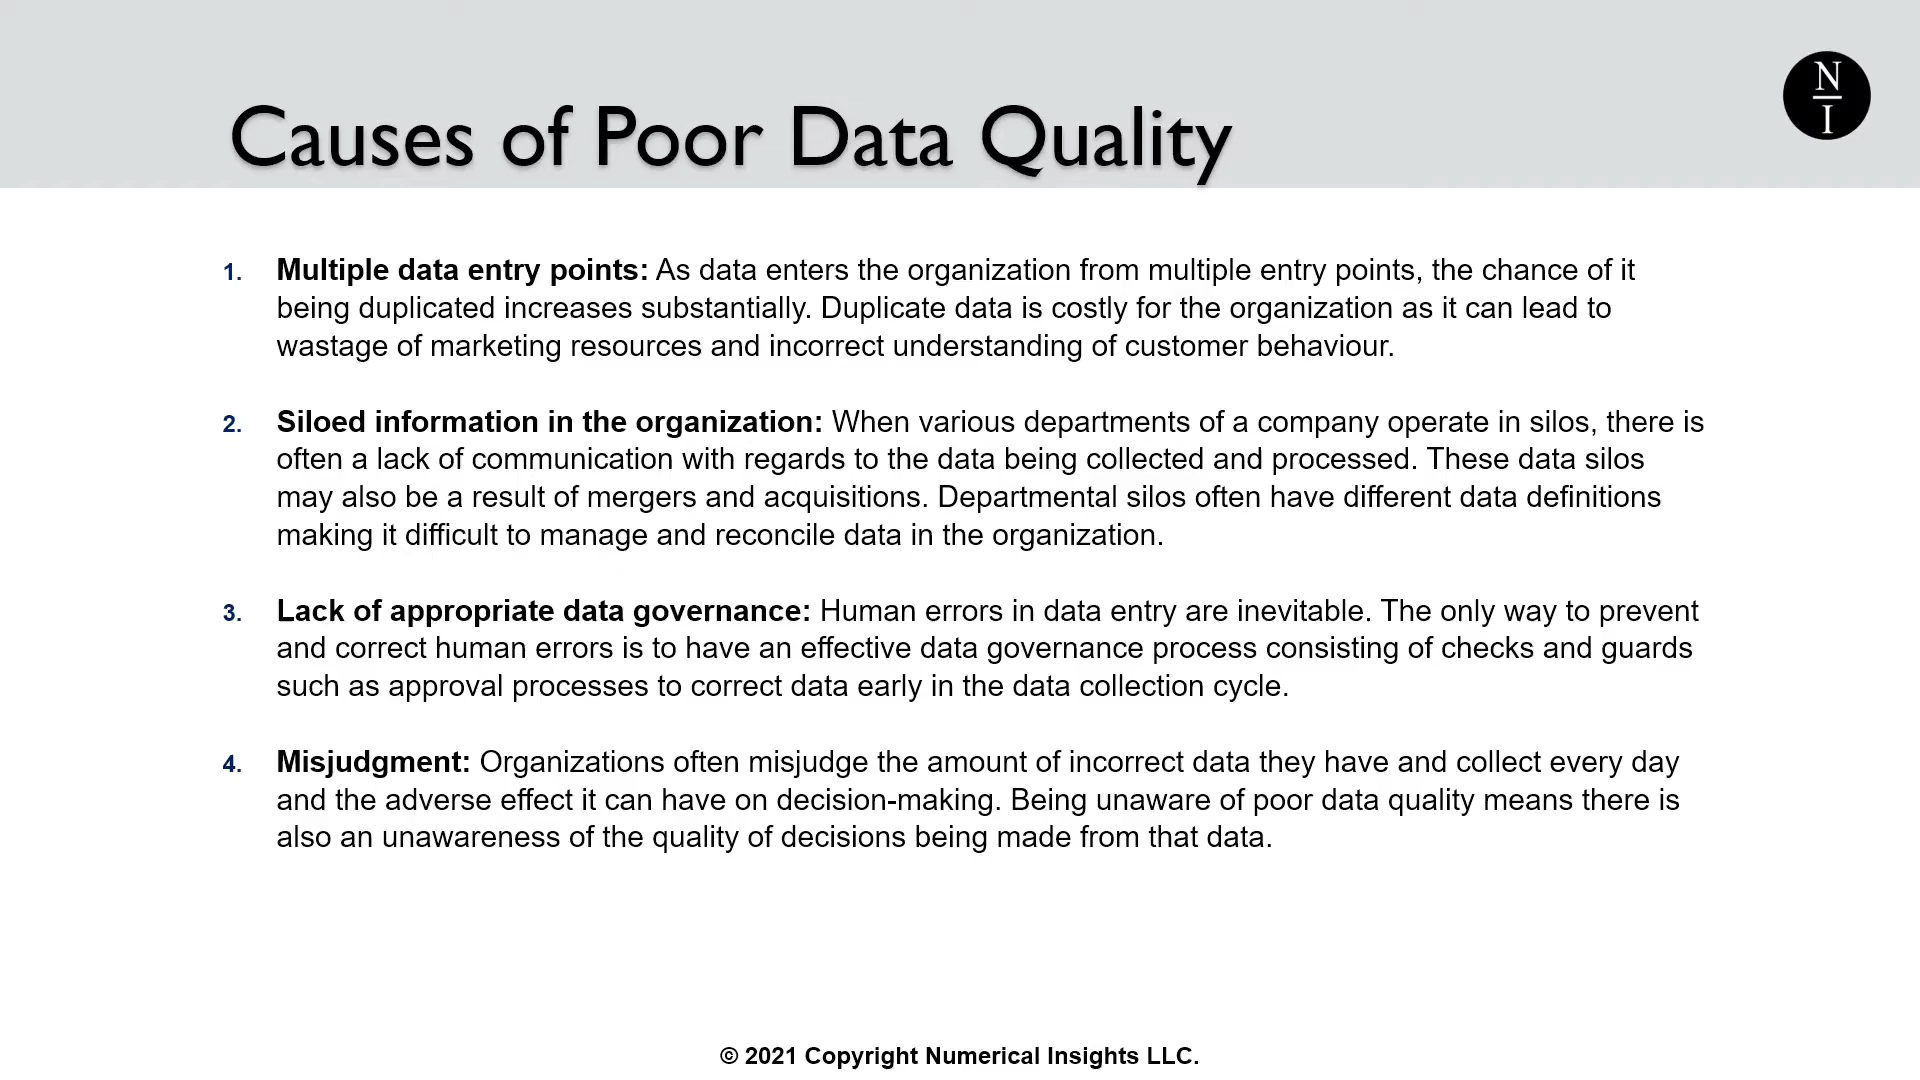 N
I
Causes of Poor Data Quality
1. Multiple data entry points: As data enters the organization from multiple entry points, the chance of it
being duplicated increases substantially. Duplicate data is costly for the organization as it can lead to
wastage of marketing resources and incorrect understanding of customer behaviour.
2. Siloed information in the organization: When various departments of a company operate in silos, there is
often a lack of communication with regards to the data being collected and processed. These data silos
may also be a result of mergers and acquisitions. Departmental silos often have different data definitions
making it difficult to manage and reconcile data in the organization.
3. Lack of appropriate data governance: Human errors in data entry are inevitable. The only way to prevent
and correct human errors is to have an effective data governance process consisting of checks and guards
such as approval processes to correct data early in the data collection cycle.
4. Misjudgment: Organizations often misjudge the amount of incorrect data they have and collect every day
and the adverse effect it can have on decision-making. Being unaware of poor data quality means there is
also an unawareness of the quality of decisions being made from that data.
© 2021 Copyright Numerical Insights LLC.